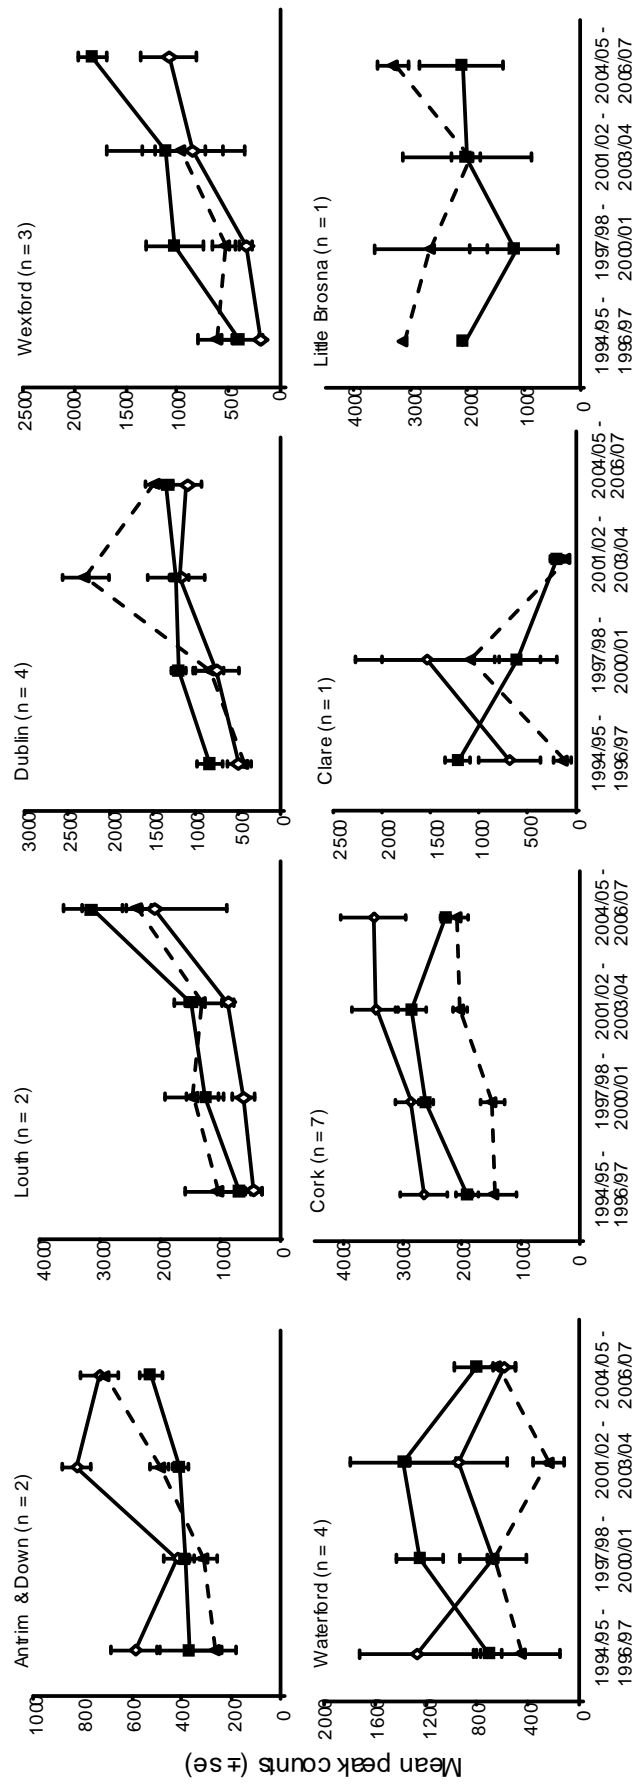 Mean peak counts (±se)
Antrim & Down (n = 2)
1000
800
600
400
200
0
Louth (n = 2)
4000
3000
2000
1000
0
Dublin (n = 4)
3000
2500
2000
1500
1000
500
0
Wexford (n = 3)
2500
2000
1500
1000
500
0
Waterford (n = 4)
2000
1600
1200
800
400
0
1994/95 - 1997/98 - 2001/02 - 2004/05 -
1996/97 2000/01 2003/04 2006/07
Cork (n = 7)
4000
3000
2000
1000
0
1994/95 - 1997/98 - 2001/02 - 2004/05 -
1996/97 2000/01 2003/04 2006/07
Clare (n = 1)
2500
2000
1500
1000
500
0
1994/95 - 1997/98 - 2001/02 - 2004/05 -
1996/97 2000/01 2003/04 2006/07
Little Brosna (n = 1)
4000
3000
2000
1000
0
1994/95 - 1997/98 - 2001/02 - 2004/05 -
1996/97 2000/01 2003/04 2006/07